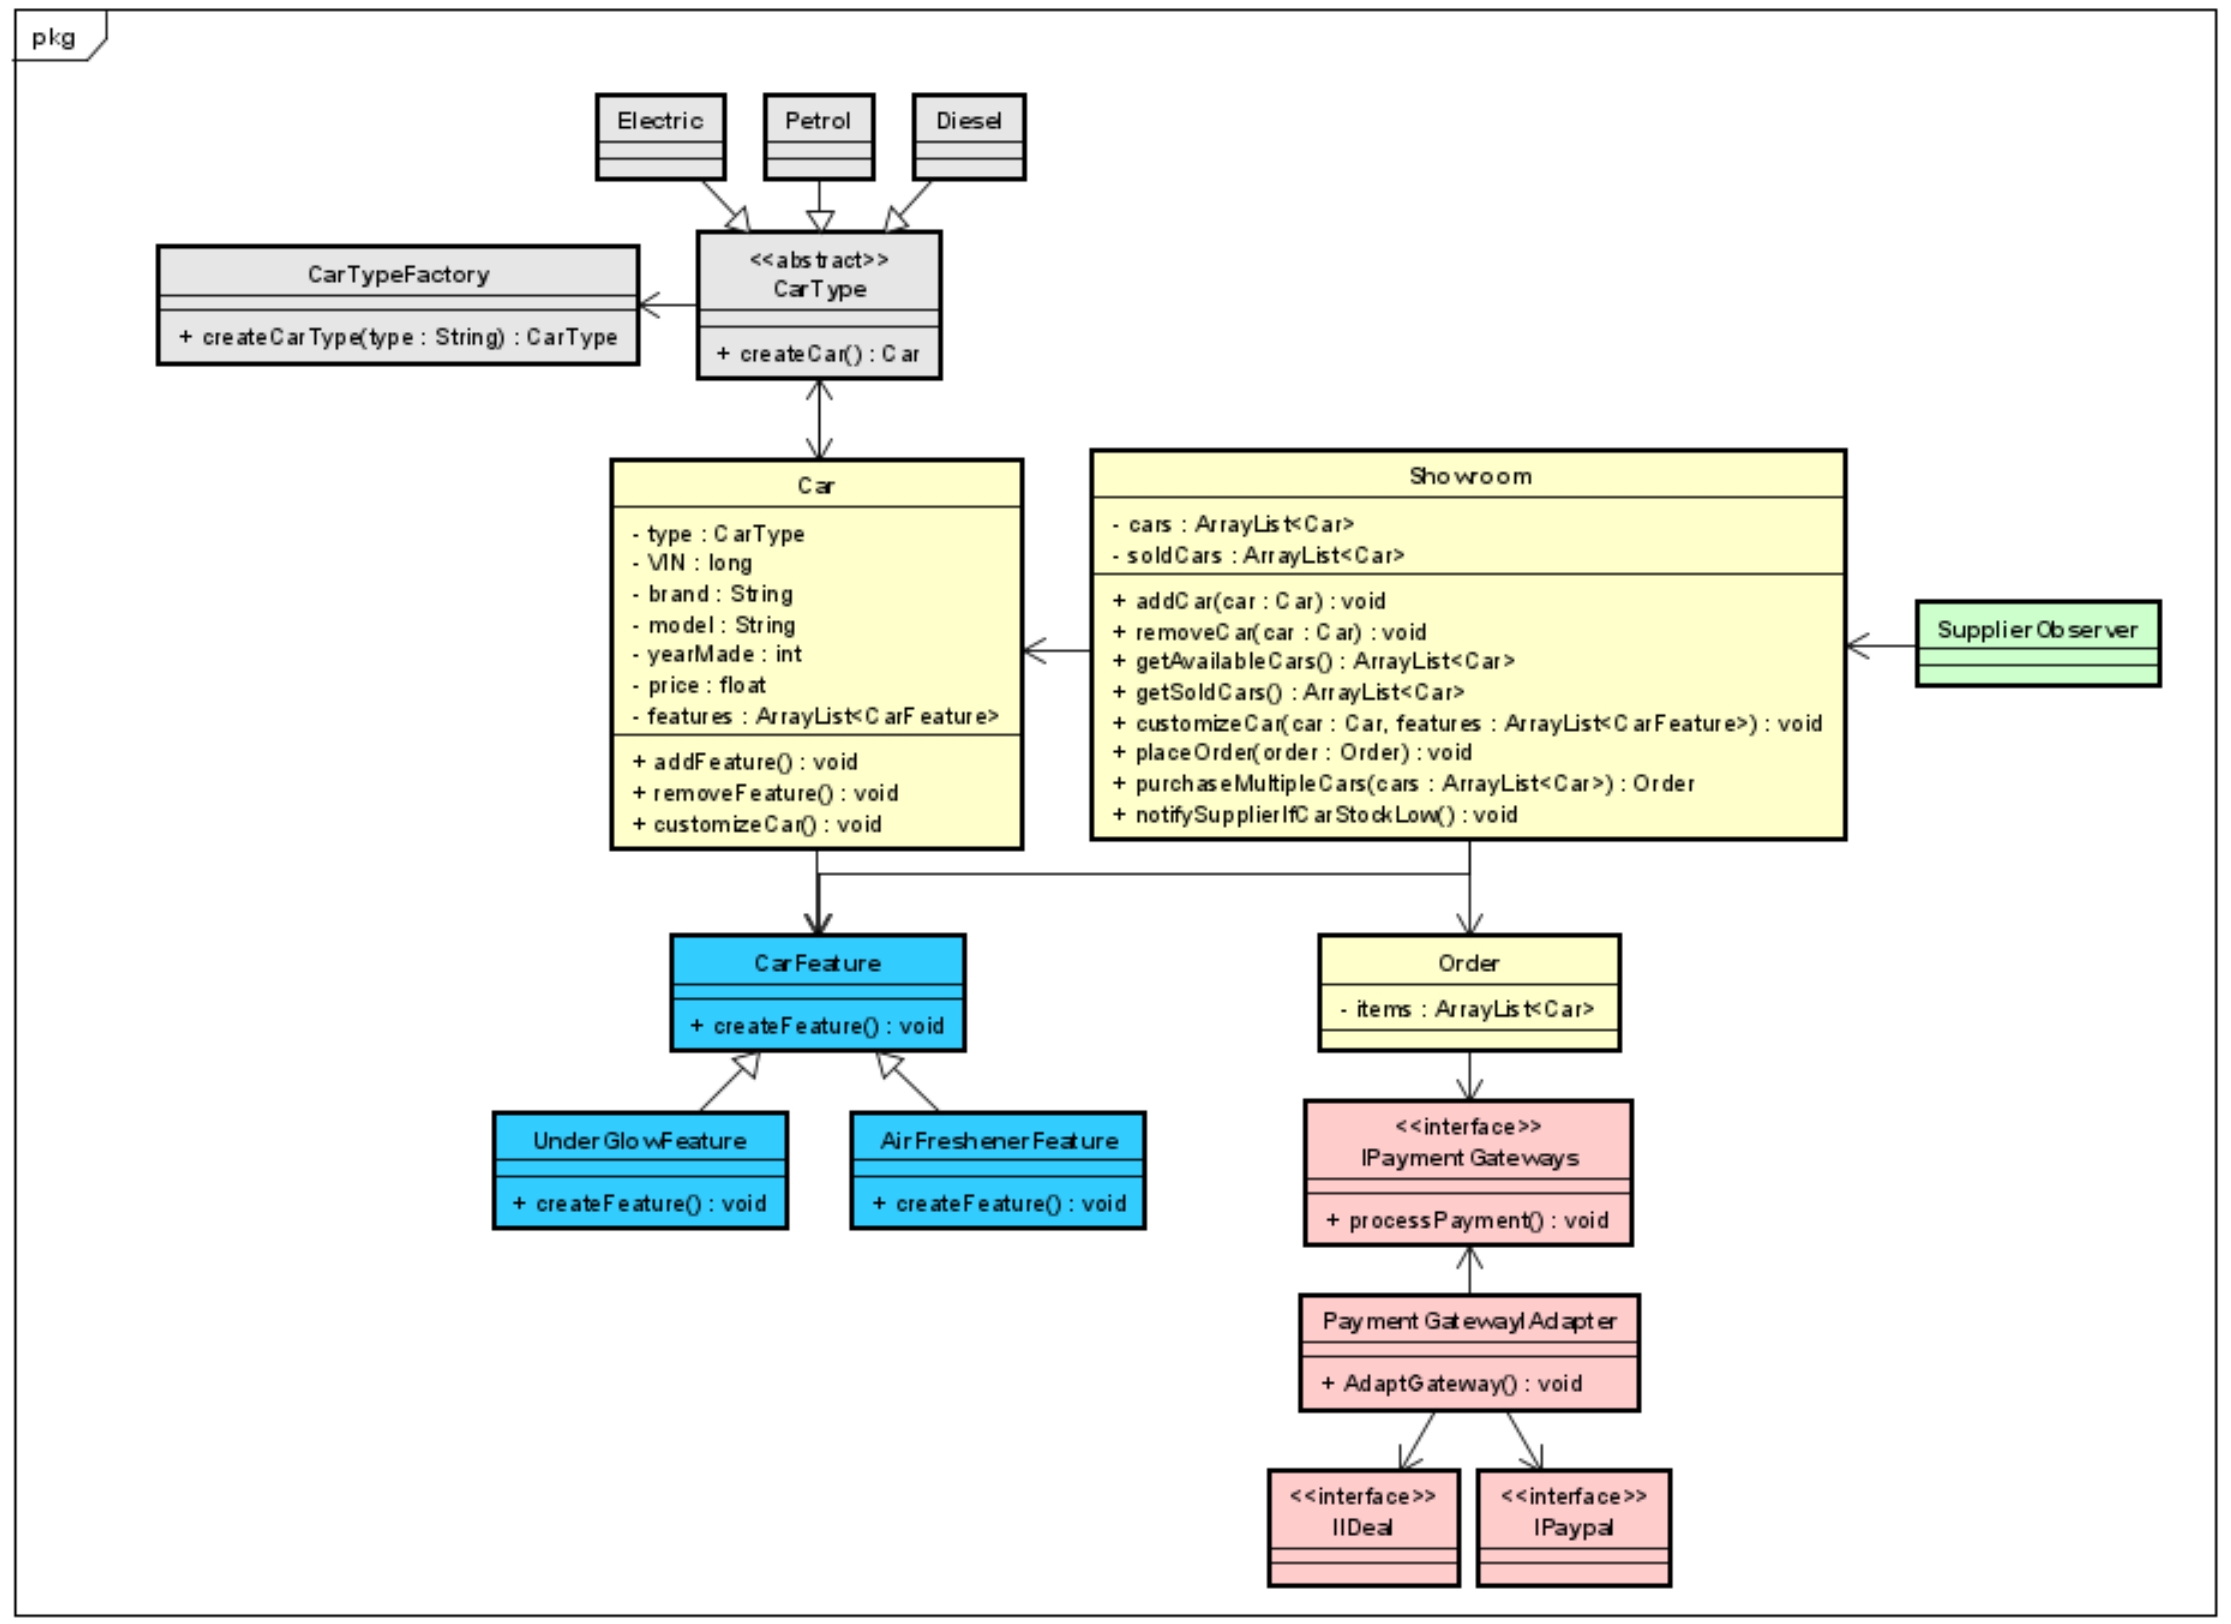 pkg
Electric
Petrol
Diesel
CarTypeFactory
+ createCarType(type : String) : CarType
<<abstract>>
CarType
+ createCar() : Car
Car
- type : CarType
- VIN : long
- brand : String
- model : String
- yearMade : int
- price : float
- features : ArrayList<CarFeature>
+ addFeature() : void
+ removeFeature() : void
+ customizeCar() : void
Showroom
- cars : ArrayList<Car>
- soldCars : ArrayList<Car>
+ addCar(car : Car) : void
+ removeCar(car : Car) : void
+ getAvailableCars() : ArrayList<Car>
+ getSoldCars() : ArrayList<Car>
+ customizeCar(car : Car, features : ArrayList<CarFeature>) : void
+ placeOrder(order : Order) : void
+ purchaseMultipleCars(cars : ArrayList<Car>) : Order
+ notifySupplierIfCarStockLow() : void
SupplierObserver
CarFeature
+ createFeature() : void
UnderGlowFeature
+ createFeature() : void
AirFreshenerFeature
+ createFeature() : void
Order
- items : ArrayList<Car>
<<interface>>
IPaymentGateways
+ processPayment() : void
PaymentGatewaylAdapter
+ AdaptGateway() : void
<<interface>>
IIDeal
<<interface>>
IPaypal